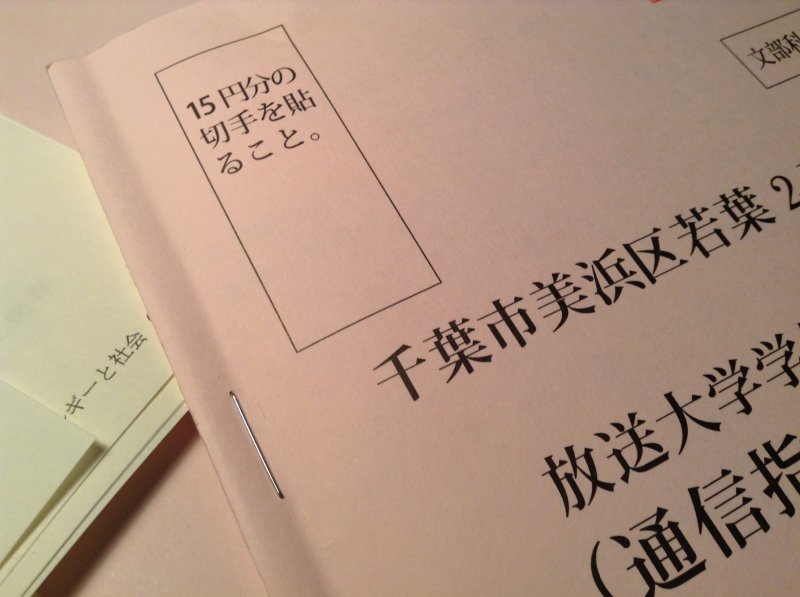 15円分の
切手を貼
ること。
文部科
千葉市美浜区若葉2
放送大学学
(通信指
ギーと社会